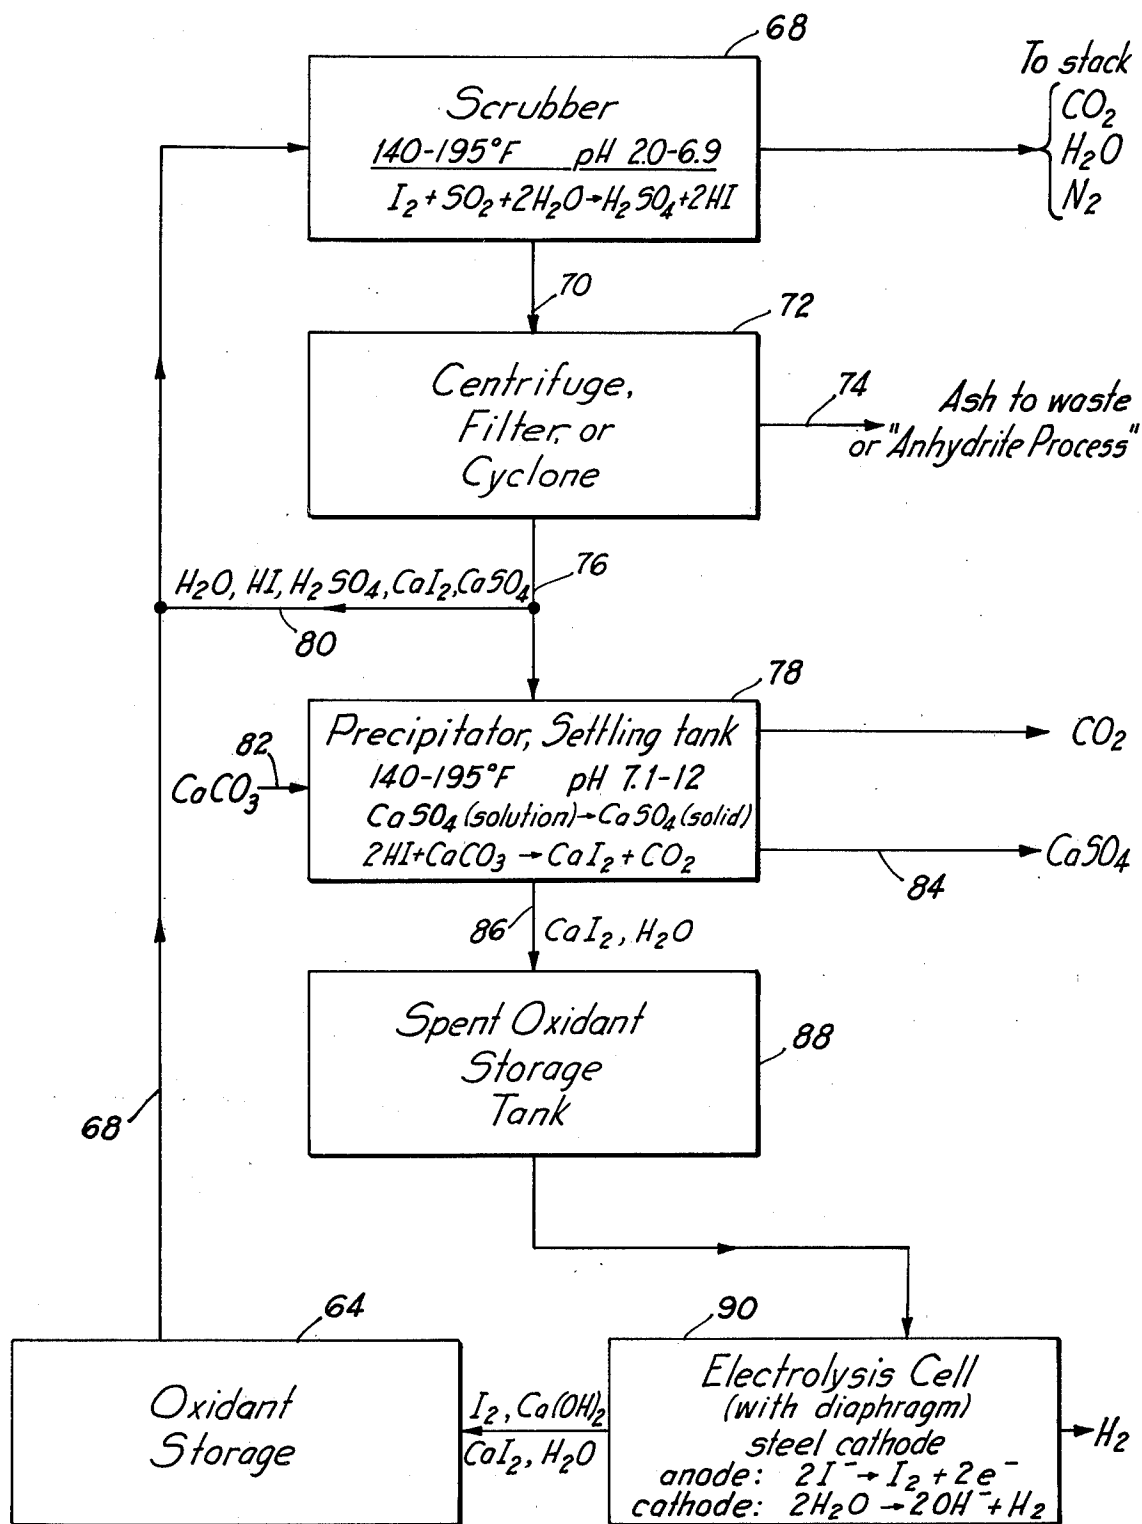 68
To stack
CO2
H2O
N2
Scrubber
140-195°F pH 2.0-6.9
I2+SO2+2H2O→H2SO4+2HI
70
72
Centrifuge,
Filter, or
Cyclone
74
Ash to waste
or "Anhydrite Process"
76
H2O, HI, H2SO4, CaI2, CaSO4
80
78
Precipitator, Settling tank
140-195°F pH 7.1-12
CaSO4 (solution)→CaSO4 (solid)
2HI+CaCO3→CaI2+CO2
82
CaCO3
CO2
CaSO4
84
86
CaI2, H2O
Spent Oxidant
Storage
Tank
88
68
64
Oxidant
Storage
I2, Ca(OH)2
CaI2, H2O
90
Electrolysis Cell
(with diaphragm)
steel cathode
anode: 2I⁻→I2+2e⁻
cathode: 2H2O→2OH⁻+H2
H2